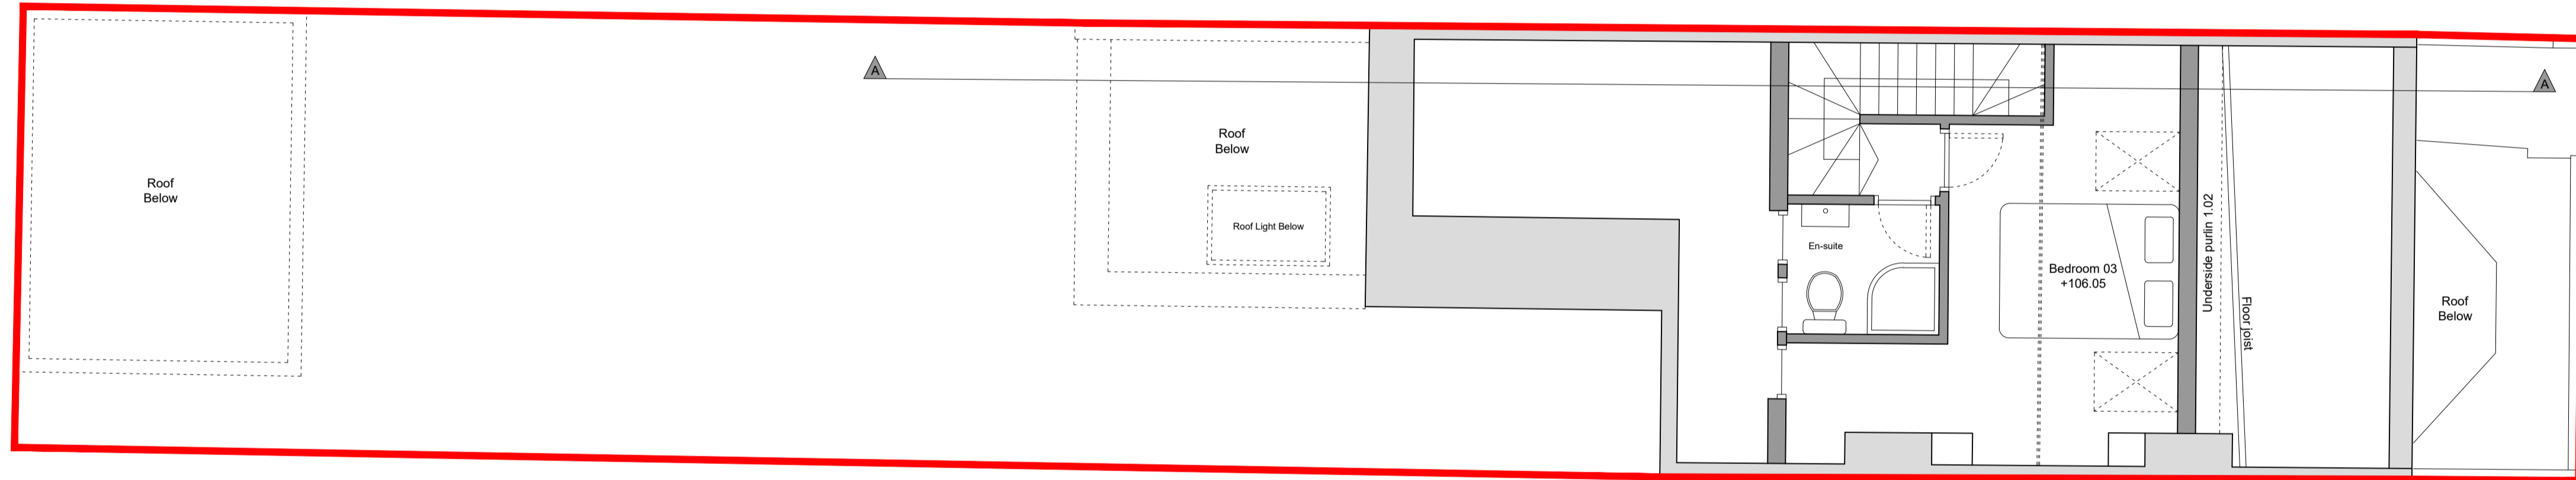 Roof
Below
A
Roof
Below
Roof Light Below
En-suite
Bedroom 03
+106.05
Underside purlin 1.02
Floor joist
A
Roof
Below